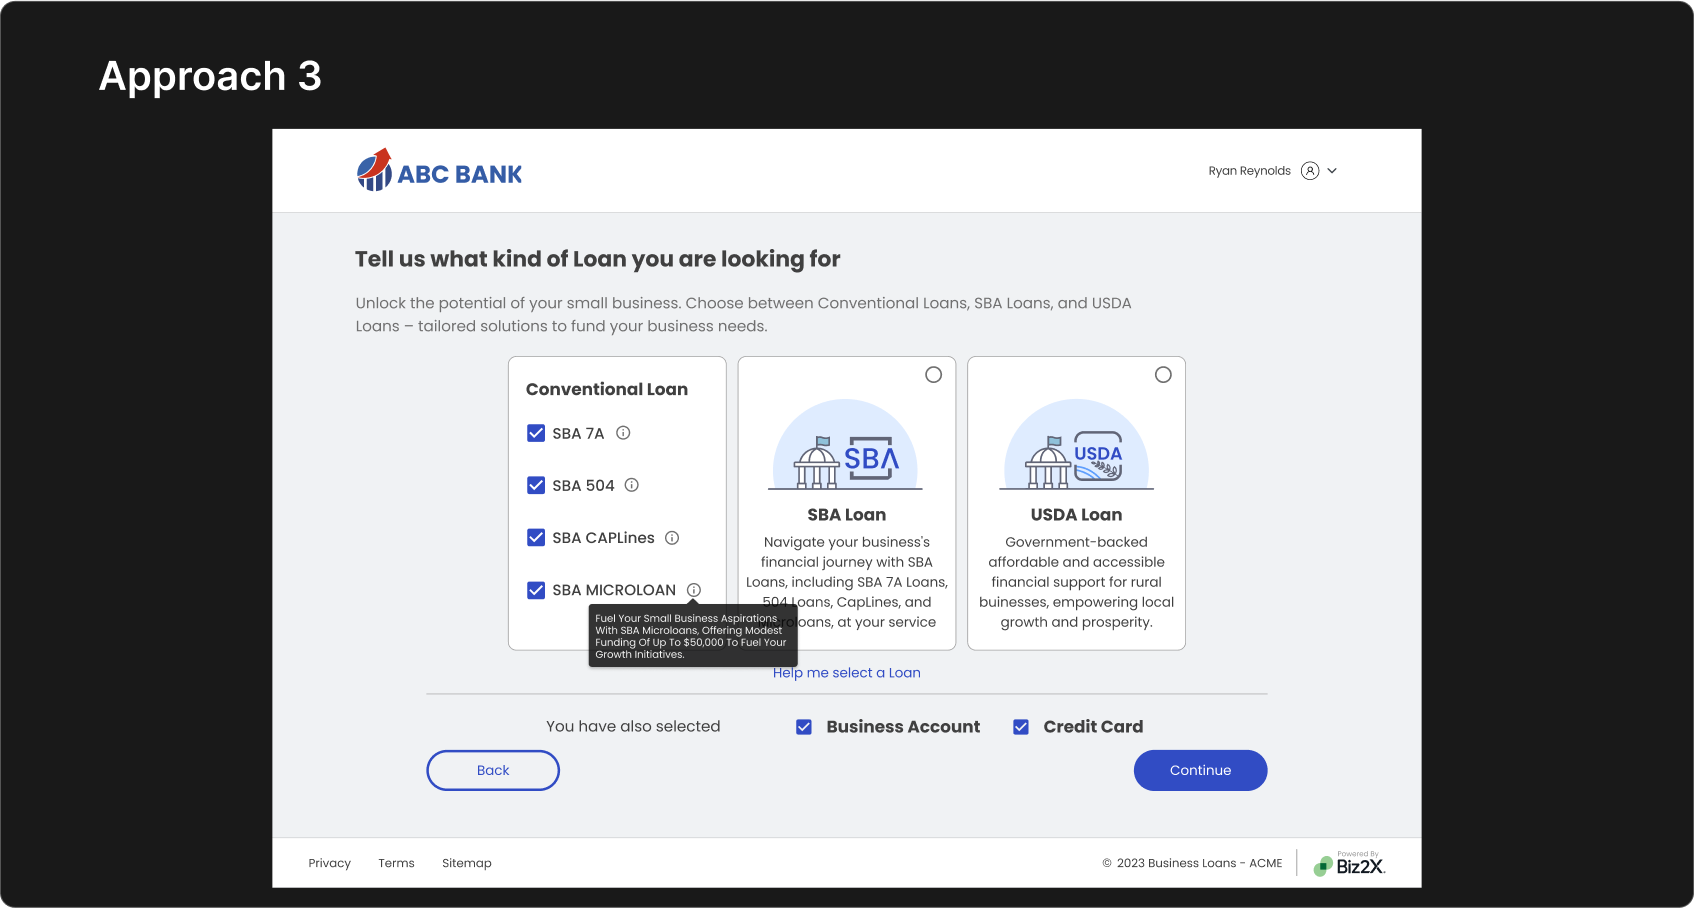 Approach 3
ABC BANK
Ryan Reynolds
Tell us what kind of Loan you are looking for
Unlock the potential of your small business. Choose between Conventional Loans, SBA Loans, and USDA
Loans – tailored solutions to fund your business needs.
Conventional Loan
SBA 7A
SBA 504
SBA CAPLines
SBA MICROLOAN
Fuel Your Small Business Aspirations
With SBA Microloans, Offering Modest
Funding Of Up To $50,000 To Fuel Your
Growth Initiatives.
SBA
SBA Loan
Navigate your business's
financial journey with SBA
Loans, including SBA 7A Loans,
504 Loans, CapLines, and
Microloans, at your service
USDA
USDA Loan
Government-backed
affordable and accessible
financial support for rural
buinesses, empowering local
growth and prosperity.
Help me select a Loan
You have also selected
Business Account
Credit Card
Back
Continue
Privacy
Terms
Sitemap
© 2023 Business Loans - ACME
Powered By
Biz2X.